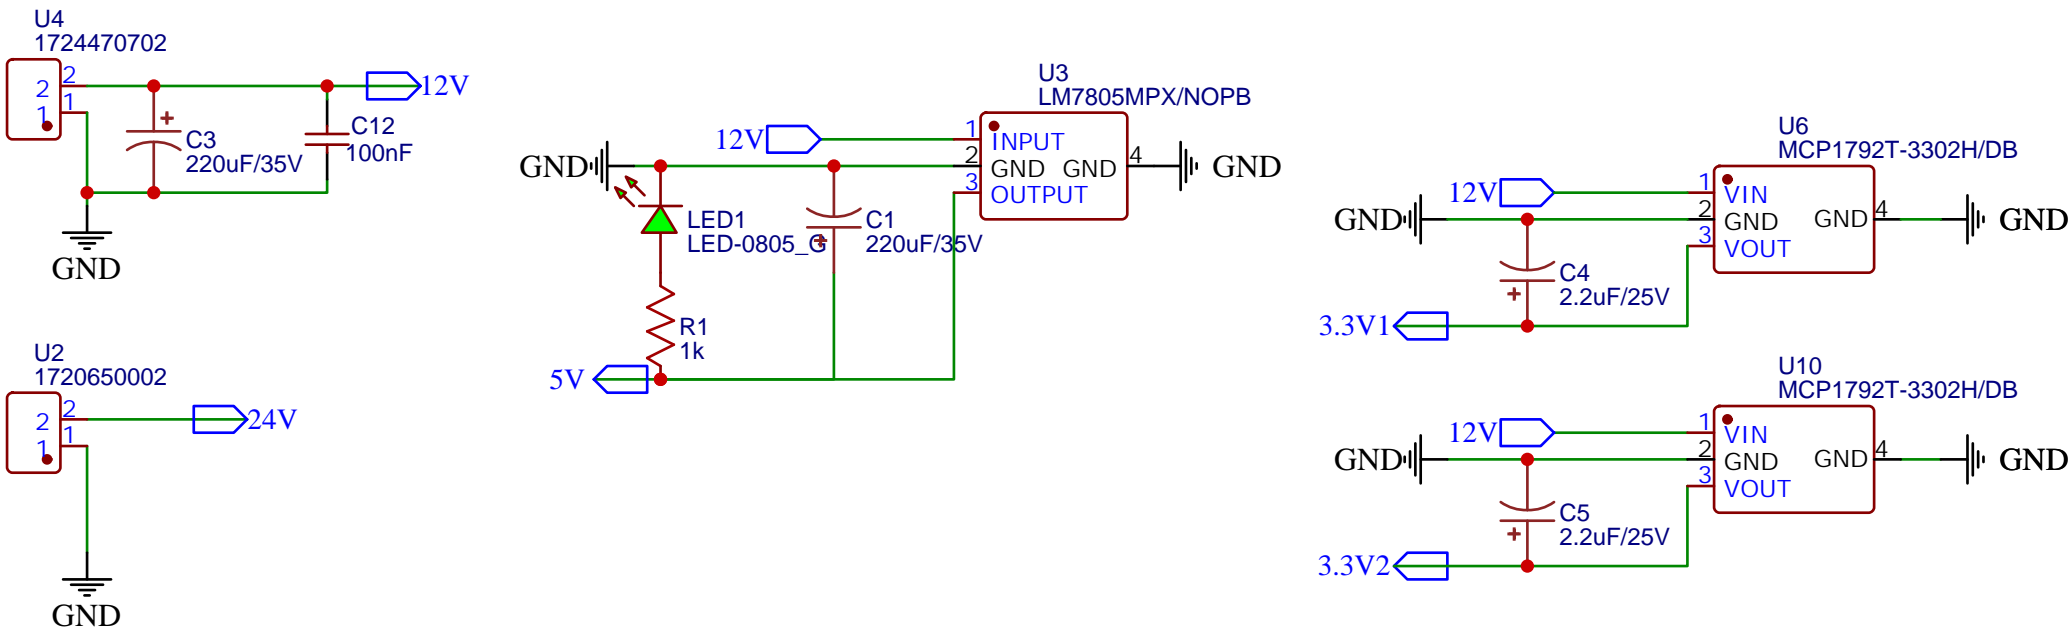 U4
1724470702
2
2
1
1
12V
C3
220uF/35V
C12
100nF
GND
U2
1720650002
2
2
1
1
24V
GND
U3
LM7805MPX/NOPB
12V
1
INPUT
GND
2
GND
GND
4
GND
3
OUTPUT
LED1
LED-0805_G
C1
220uF/35V
R1
1k
5V
U6
MCP1792T-3302H/DB
12V
1
VIN
GND
2
GND
GND
4
GND
3
VOUT
C4
2.2uF/25V
3.3V1
U10
MCP1792T-3302H/DB
12V
1
VIN
GND
2
GND
GND
4
GND
3
VOUT
C5
2.2uF/25V
3.3V2